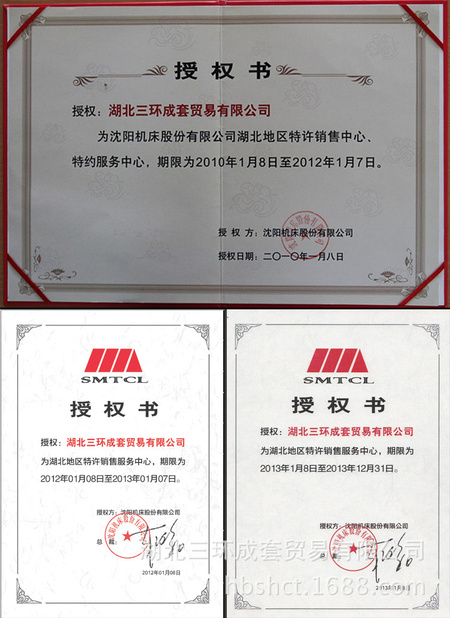 授权书
授权：湖北三环成套贸易有限公司
为沈阳机床股份有限公司湖北地区特许销售中心、
特约服务中心，期限为2010年1月8日至2012年1月7日。
授权方：沈阳机床股份有限公司
授权日期：二〇一〇年一月八日
SMTCL
授权书
授权：湖北三环成套贸易有限公司
为湖北地区特许销售服务中心，期限为
2012年01月08日至2013年01月07日。
授权方：沈阳机床股份有限公司
总裁：
2012年01月08日
SMTCL
授权书
授权：湖北三环成套贸易有限公司
为湖北地区特许销售服务中心，期限为
2013年1月8日至2013年12月31日。
授权方：沈阳机床股份有限公司
总裁：
2013年1月8日
湖北三环成套贸易有限公司
hbshct.1688.com